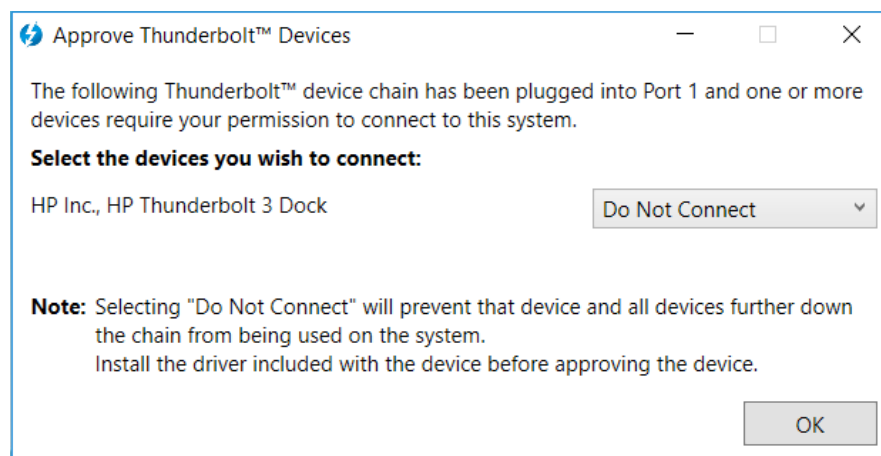 Approve Thunderbolt™ Devices
The following Thunderbolt™ device chain has been plugged into Port 1 and one or more
devices require your permission to connect to this system.
Select the devices you wish to connect:
HP Inc., HP Thunderbolt 3 Dock Do Not Connect
Note: Selecting "Do Not Connect" will prevent that device and all devices further down
the chain from being used on the system.
Install the driver included with the device before approving the device.
OK